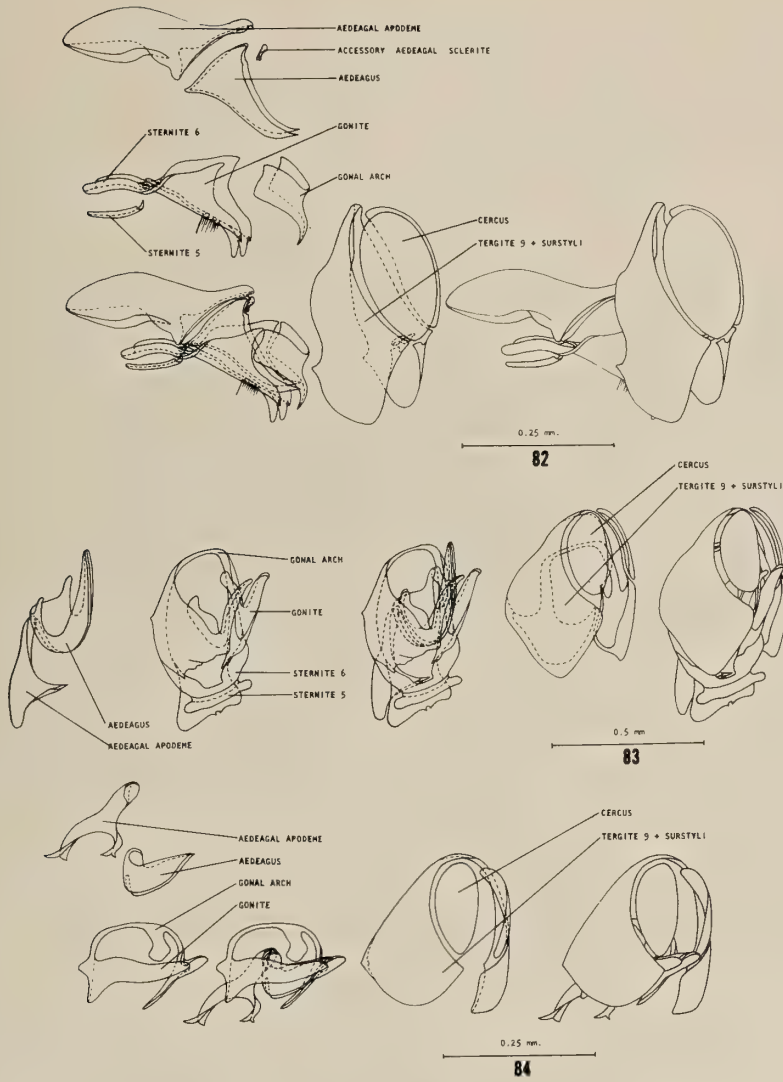 AEDEAGAL APODEME
ACCESSORY AEDEAGAL SCLERITE
AEDEAGUS
STERNITE 6
GONITE
GONAL ARCH
STERNITE 5
CERCUS
TERGITE 9 + SURSTYLI
0.25 mm.
82
CERCUS
TERGITE 9 + SURSTYLI
GONAL ARCH
GONITE
STERNITE 6
STERNITE 5
AEDEAGUS
AEDEAGAL APODEME
0.5 mm
83
CERCUS
TERGITE 9 + SURSTYLI
AEDEAGAL APODEME
AEDEAGUS
GONAL ARCH
GONITE
0.25 mm.
84